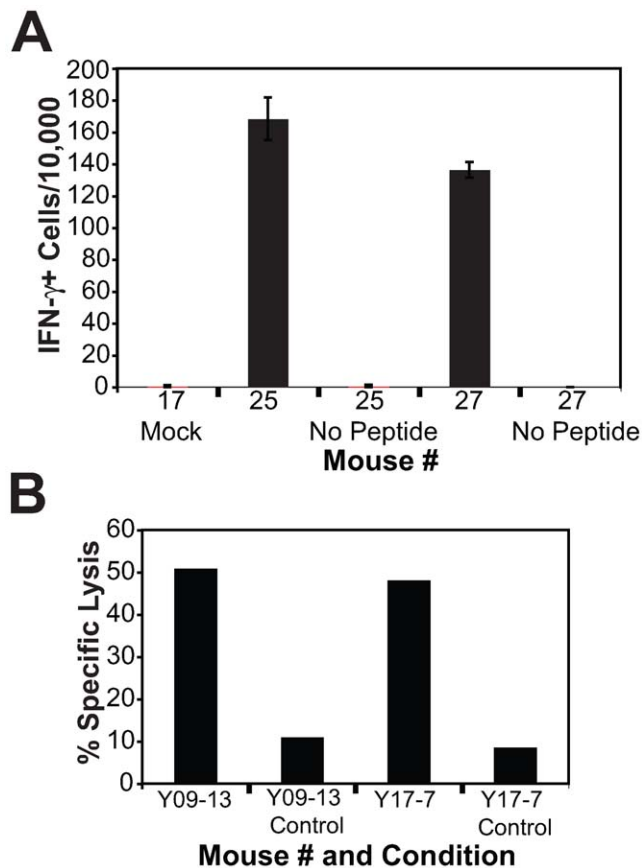 A
IFN-γ+ Cells/10,000
200
180
160
140
120
100
80
60
40
20
0
17 25 25 27 27
Mock No Peptide No Peptide
Mouse #
B
% Specific Lysis
60
50
40
30
20
10
0
Y09-13 Y09-13 Y17-7 Y17-7
Control Control
Mouse # and Condition